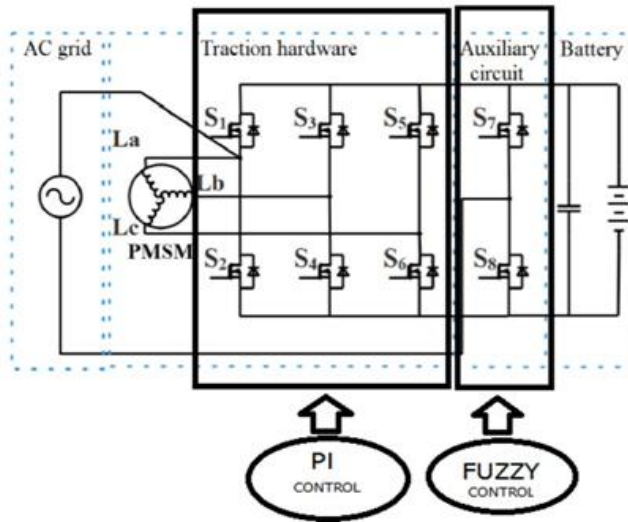 AC grid
Traction hardware
Auxiliary
circuit
Battery
S1
S3
S5
S7
La
Lb
Lc
PMSM
S2
S4
S6
S8
PI
CONTROL
FUZZY
CONTROL